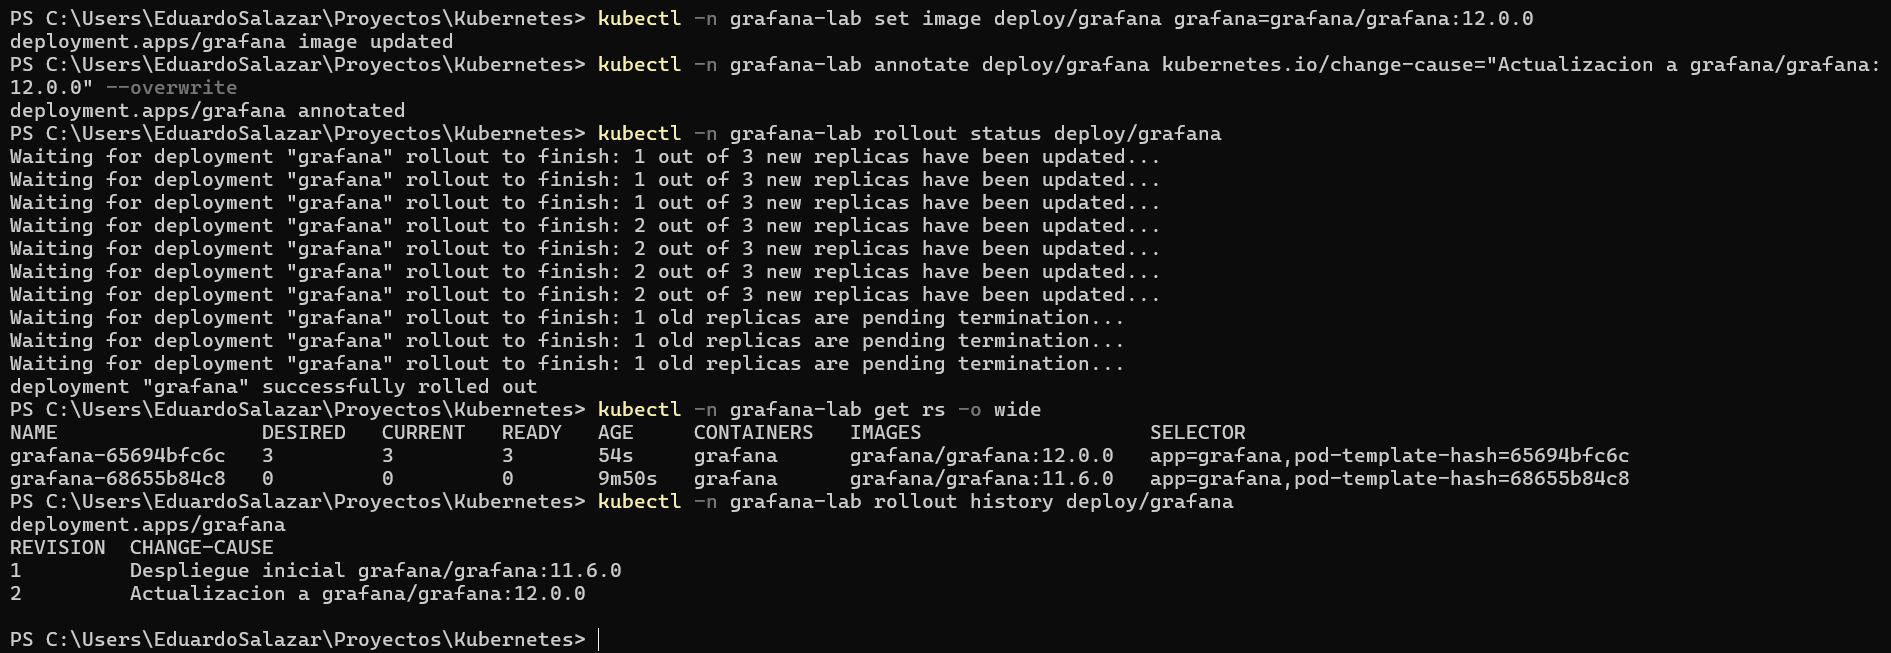 PS C:\Users\EduardoSalazar\Proyectos\Kubernetes> kubectl -n grafana-lab set image deploy/grafana grafana=grafana/grafana:12.0.0
deployment.apps/grafana image updated
PS C:\Users\EduardoSalazar\Proyectos\Kubernetes> kubectl -n grafana-lab annotate deploy/grafana kubernetes.io/change-cause="Actualizacion a grafana/grafana:
12.0.0" --overwrite
deployment.apps/grafana annotated
PS C:\Users\EduardoSalazar\Proyectos\Kubernetes> kubectl -n grafana-lab rollout status deploy/grafana
Waiting for deployment "grafana" rollout to finish: 1 out of 3 new replicas have been updated...
Waiting for deployment "grafana" rollout to finish: 1 out of 3 new replicas have been updated...
Waiting for deployment "grafana" rollout to finish: 1 out of 3 new replicas have been updated...
Waiting for deployment "grafana" rollout to finish: 2 out of 3 new replicas have been updated...
Waiting for deployment "grafana" rollout to finish: 2 out of 3 new replicas have been updated...
Waiting for deployment "grafana" rollout to finish: 2 out of 3 new replicas have been updated...
Waiting for deployment "grafana" rollout to finish: 2 out of 3 new replicas have been updated...
Waiting for deployment "grafana" rollout to finish: 1 old replicas are pending termination...
Waiting for deployment "grafana" rollout to finish: 1 old replicas are pending termination...
Waiting for deployment "grafana" rollout to finish: 1 old replicas are pending termination...
deployment "grafana" successfully rolled out
PS C:\Users\EduardoSalazar\Proyectos\Kubernetes> kubectl -n grafana-lab get rs -o wide
NAME                 DESIRED   CURRENT   READY   AGE     CONTAINERS   IMAGES                   SELECTOR
grafana-65694bfc6c   3         3         3       54s     grafana      grafana/grafana:12.0.0   app=grafana,pod-template-hash=65694bfc6c
grafana-68655b84c8   0         0         0       9m50s   grafana      grafana/grafana:11.6.0   app=grafana,pod-template-hash=68655b84c8
PS C:\Users\EduardoSalazar\Proyectos\Kubernetes> kubectl -n grafana-lab rollout history deploy/grafana
deployment.apps/grafana
REVISION  CHANGE-CAUSE
1         Despliegue inicial grafana/grafana:11.6.0
2         Actualizacion a grafana/grafana:12.0.0
PS C:\Users\EduardoSalazar\Proyectos\Kubernetes>